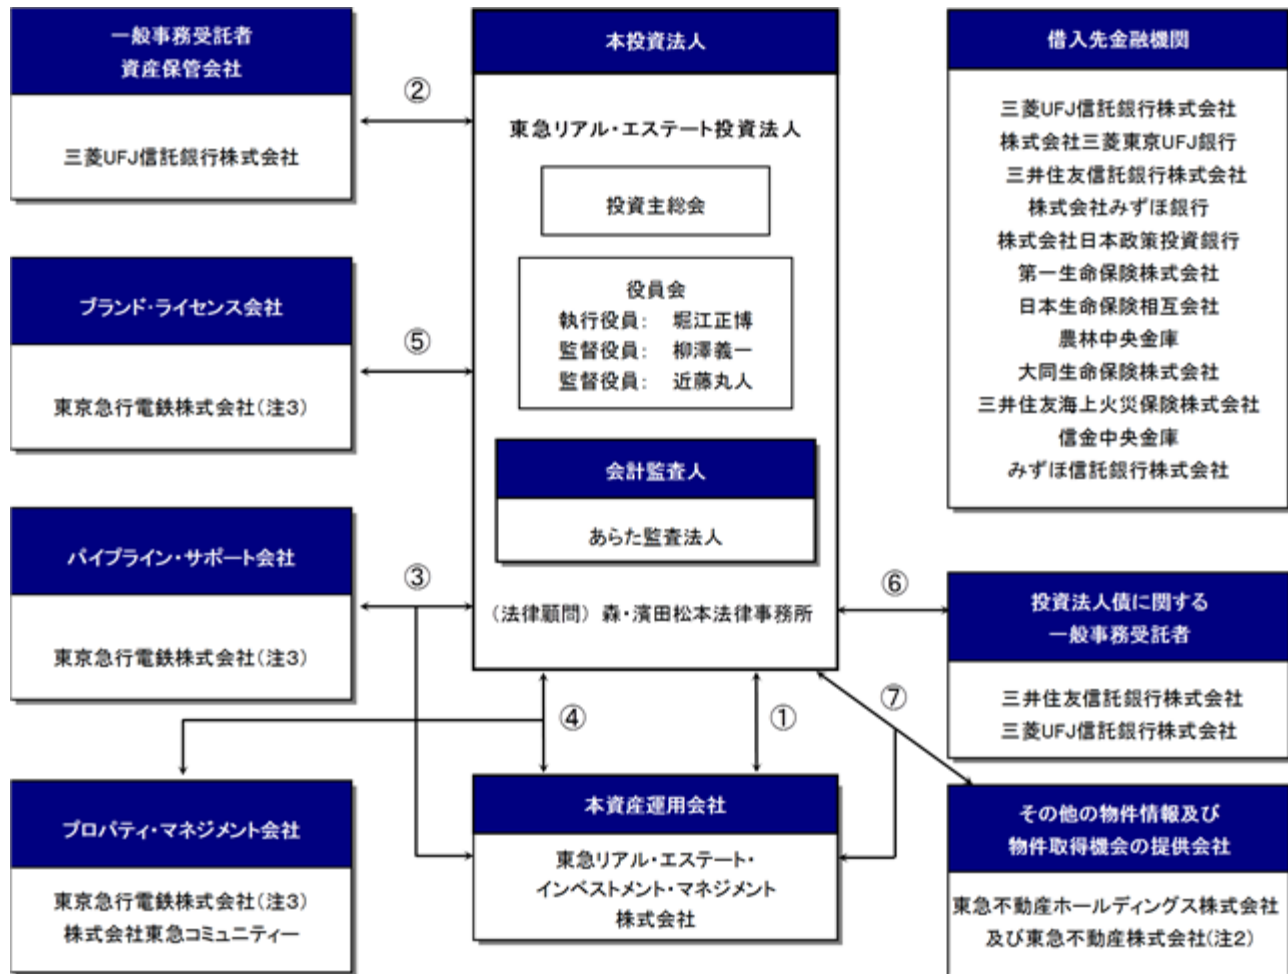 一般事務受託者
資産保管会社
三菱UFJ信託銀行株式会社
②
ブランド・ライセンス会社
東京急行電鉄株式会社(注3)
⑤
パイプライン・サポート会社
東京急行電鉄株式会社(注3)
③
プロパティ・マネジメント会社
東京急行電鉄株式会社(注3)
株式会社東急コミュニティー
④
本投資法人
東急リアル・エステート投資法人
投資主総会
役員会
執行役員: 堀江正博
監督役員: 柳澤義一
監督役員: 近藤丸人
会計監査人
あらた監査法人
(法律顧問) 森・濱田松本法律事務所
①
本資産運用会社
東急リアル・エステート・
インベストメント・マネジメント
株式会社
借入先金融機関
三菱UFJ信託銀行株式会社
株式会社三菱東京UFJ銀行
三井住友信託銀行株式会社
株式会社みずほ銀行
株式会社日本政策投資銀行
第一生命保険株式会社
日本生命保険相互会社
農林中央金庫
大同生命保険株式会社
三井住友海上火災保険株式会社
信金中央金庫
みずほ信託銀行株式会社
⑥
投資法人債に関する
一般事務受託者
三井住友信託銀行株式会社
三菱UFJ信託銀行株式会社
⑦
その他の物件情報及び
物件取得機会の提供会社
東急不動産ホールディングス株式会社
及び東急不動産株式会社(注2)